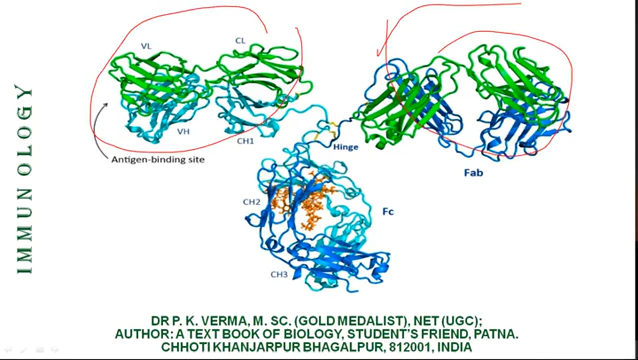 IMMUNOLOGY
VL
CL
VH
CH1
Antigen-binding site
Hinge
Fab
CH2
Fc
CH3
DR P. K. VERMA, M. SC. (GOLD MEDALIST), NET (UGC);
AUTHOR: A TEXT BOOK OF BIOLOGY, STUDENT'S FRIEND, PATNA.
CHHOTI KHANJARPUR BHAGALPUR, 812001, INDIA